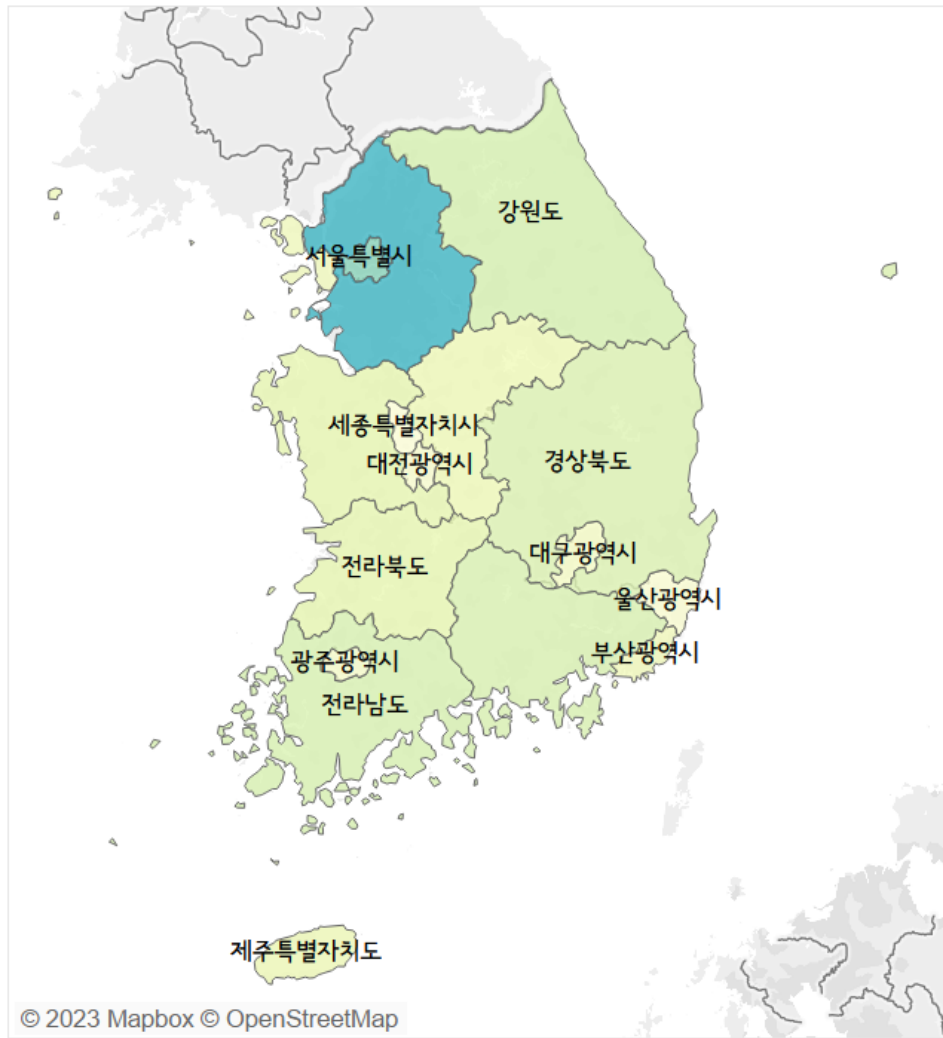 강원도
서울특별시
세종특별자치시
대전광역시
경상북도
대구광역시
전라북도
울산광역시
부산광역시
광주광역시
전라남도
제주특별자치도
© 2023 Mapbox © OpenStreetMap